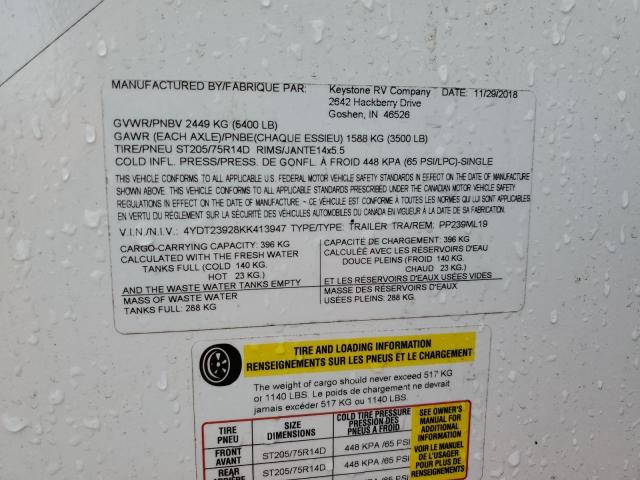 MANUFACTURED BY/FABRIQUE PAR: Keystone RV Company DATE: 11/29/2018
2642 Hackberry Drive
Goshen, IN 46526
GVWR/PNBV 2449 KG (5400 LB)
GAWR (EACH AXLE)/PNBE(CHAQUE ESSIEU) 1588 KG (3500 LB)
TIRE/PNEU ST205/75R14D RIMS/JANTE14x5.5
COLD INFL. PRESS/PRESS. DE GONFL. À FROID 448 KPA (65 PSI/LPC)-SINGLE
THIS VEHICLE CONFORMS TO ALL APPLICABLE U.S. FEDERAL MOTOR VEHICLE SAFETY STANDARDS IN EFFECT ON THE DATE OF MANUFACTURE SHOWN ABOVE.
THIS VEHICLE CONFORMS TO ALL APPLICABLE STANDARDS PRESCRIBED UNDER THE CANADIAN MOTOR VEHICLE SAFETY REGULATIONS IN EFFECT ON THE DATE OF MANUFACTURE. / CE VÉHICULE EST CONFORME À TOUTES LES NORMES QUI LUI SONT APPLICABLES
EN VERTU DU RÈGLEMENT SUR LA SÉCURITÉ DES VÉHICULES AUTOMOBILES DU CANADA EN VIGUEUR À LA DATE DE SA FABRICATION.
V.I.N./N.I.V.: 4YDT23928KK413947 TYPE/TYPE: TRAILER TRA/REM: PP239ML19
CARGO-CARRYING CAPACITY: 396 KG
CALCULATED WITH THE FRESH WATER
TANKS FULL (COLD 140 KG.
HOT 23 KG.)
AND THE WASTE WATER TANKS EMPTY
MASS OF WASTE WATER
TANKS FULL: 288 KG
CAPACITÉ DE CHARGEMENT: 396 KG
CALCULÉE AVEC LES RÉSERVOIRS D'EAU
DOUCE PLEINS (FROID 140 KG.
CHAUD 23 KG.)
ET LES RÉSERVOIRS D'EAUX USÉES VIDES
MASSE DES RÉSERVOIRS D'EAUX
USÉES PLEINS: 288 KG.
TIRE AND LOADING INFORMATION
RENSEIGNEMENTS SUR LES PNEUS ET LE CHARGEMENT
The weight of cargo should never exceed 517 KG
or 1140 LBS. Le poids de chargement ne devrait
jamais excéder 517 KG ou 1140 LBS.
TIRE
PNEU
SIZE
DIMENSIONS
COLD TIRE PRESSURE
PRESSION DES
PNEUS A FROID
FRONT
AVANT
ST205/75R14D
448 KPA /65 PSI
REAR
ARRIÈRE
ST205/75R14D
448 KPA /65 PSI
448 KPA /65 PSI
SEE OWNER'S
MANUAL FOR
ADDITIONAL
INFORMATION
VOIR LE MANUEL
DE L'USAGER
POUR PLUS DE
RENSEIGNEMENTS